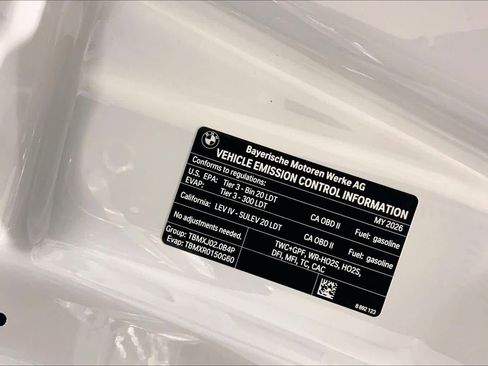 Bayerische Motoren Werke AG
VEHICLE EMISSION CONTROL INFORMATION
Conforms to regulations: MY 2026
U.S. EPA: Tier 3 - Bin 20 LDT CA OBD II Fuel: gasoline
EVAP: Tier 3 - 300 LDT
California: LEV IV - SULEV 20 LDT CA OBD II Fuel: gasoline
No adjustments needed. TWC+GPF, WR-HO2S, HO2S,
Group: TBMXJ02.0B4P DFI, MFI, TC, CAC
Evap: TBMXR0150G60
8 892 123